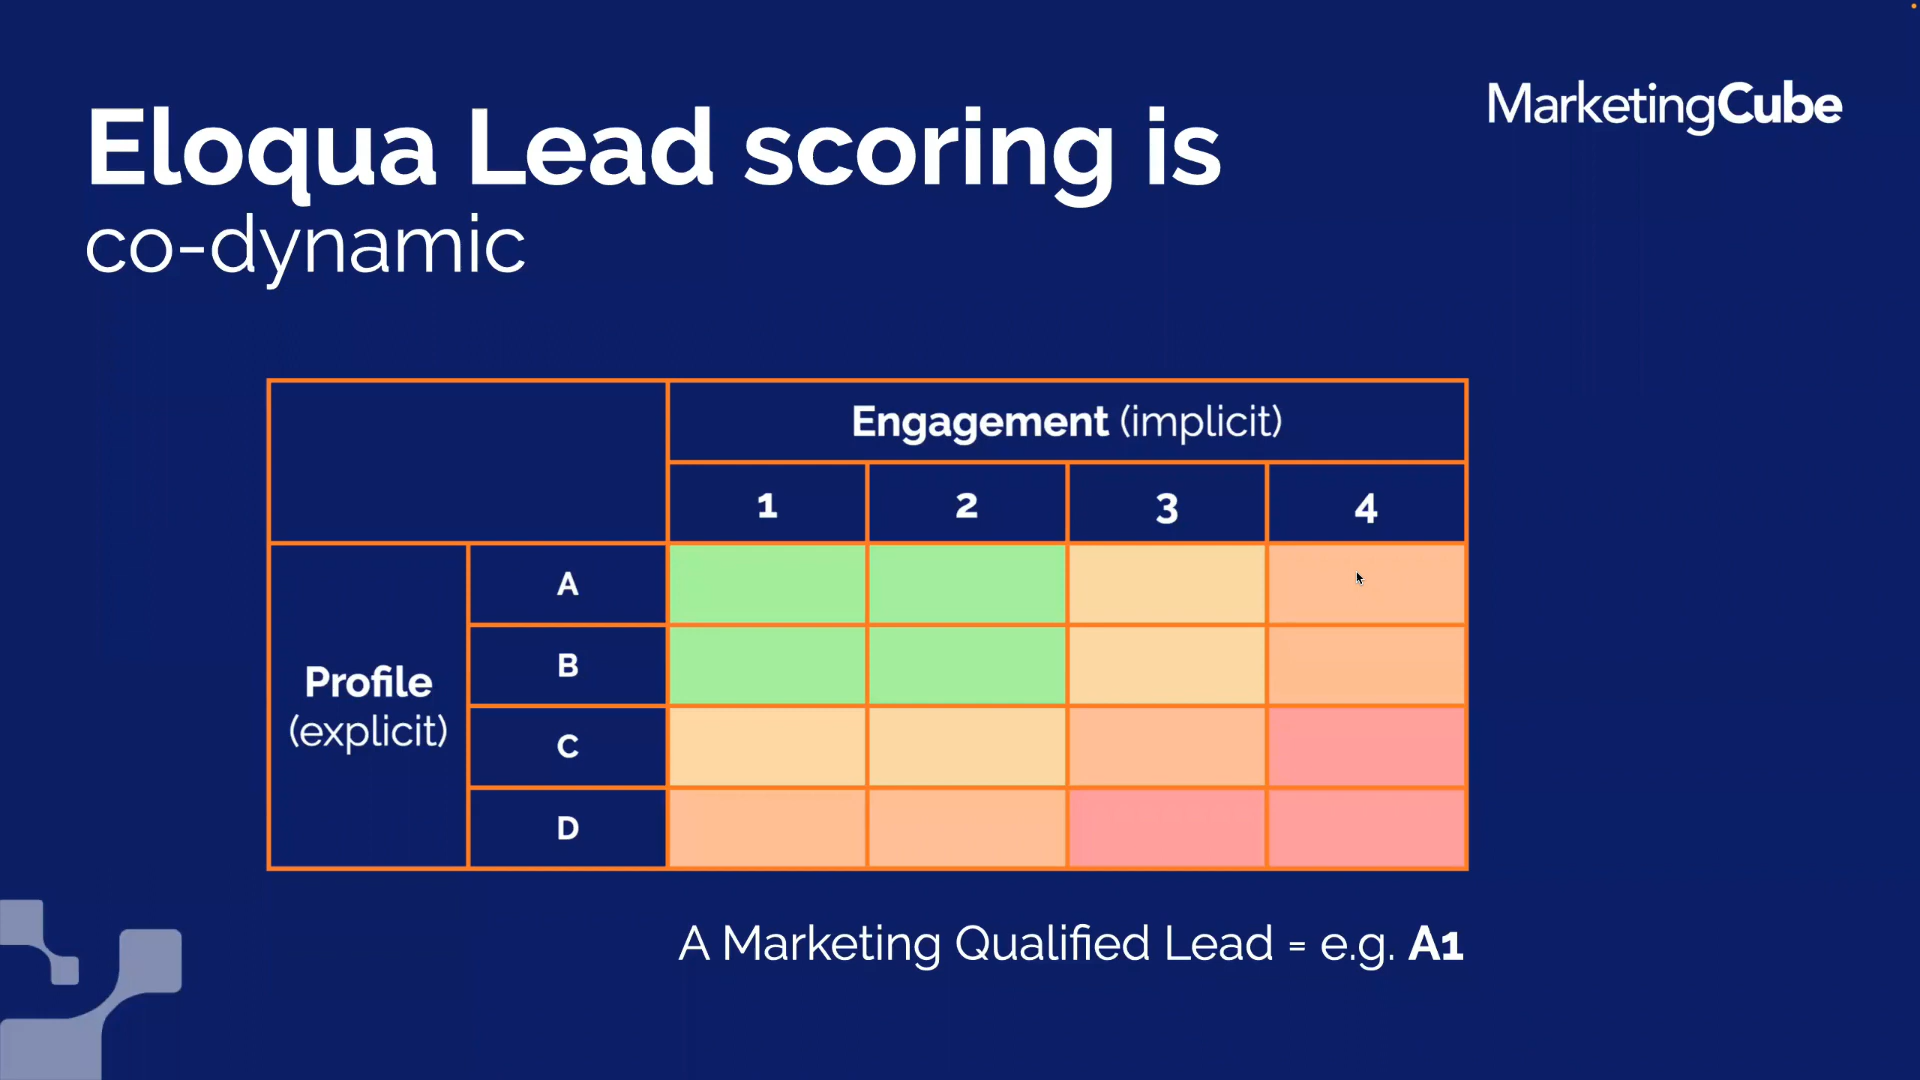 MarketingCube
Eloqua Lead scoring is
co-dynamic
Engagement (implicit)
1 2 3 4
Profile
(explicit)
A
B
C
D
A Marketing Qualified Lead = e.g. A1